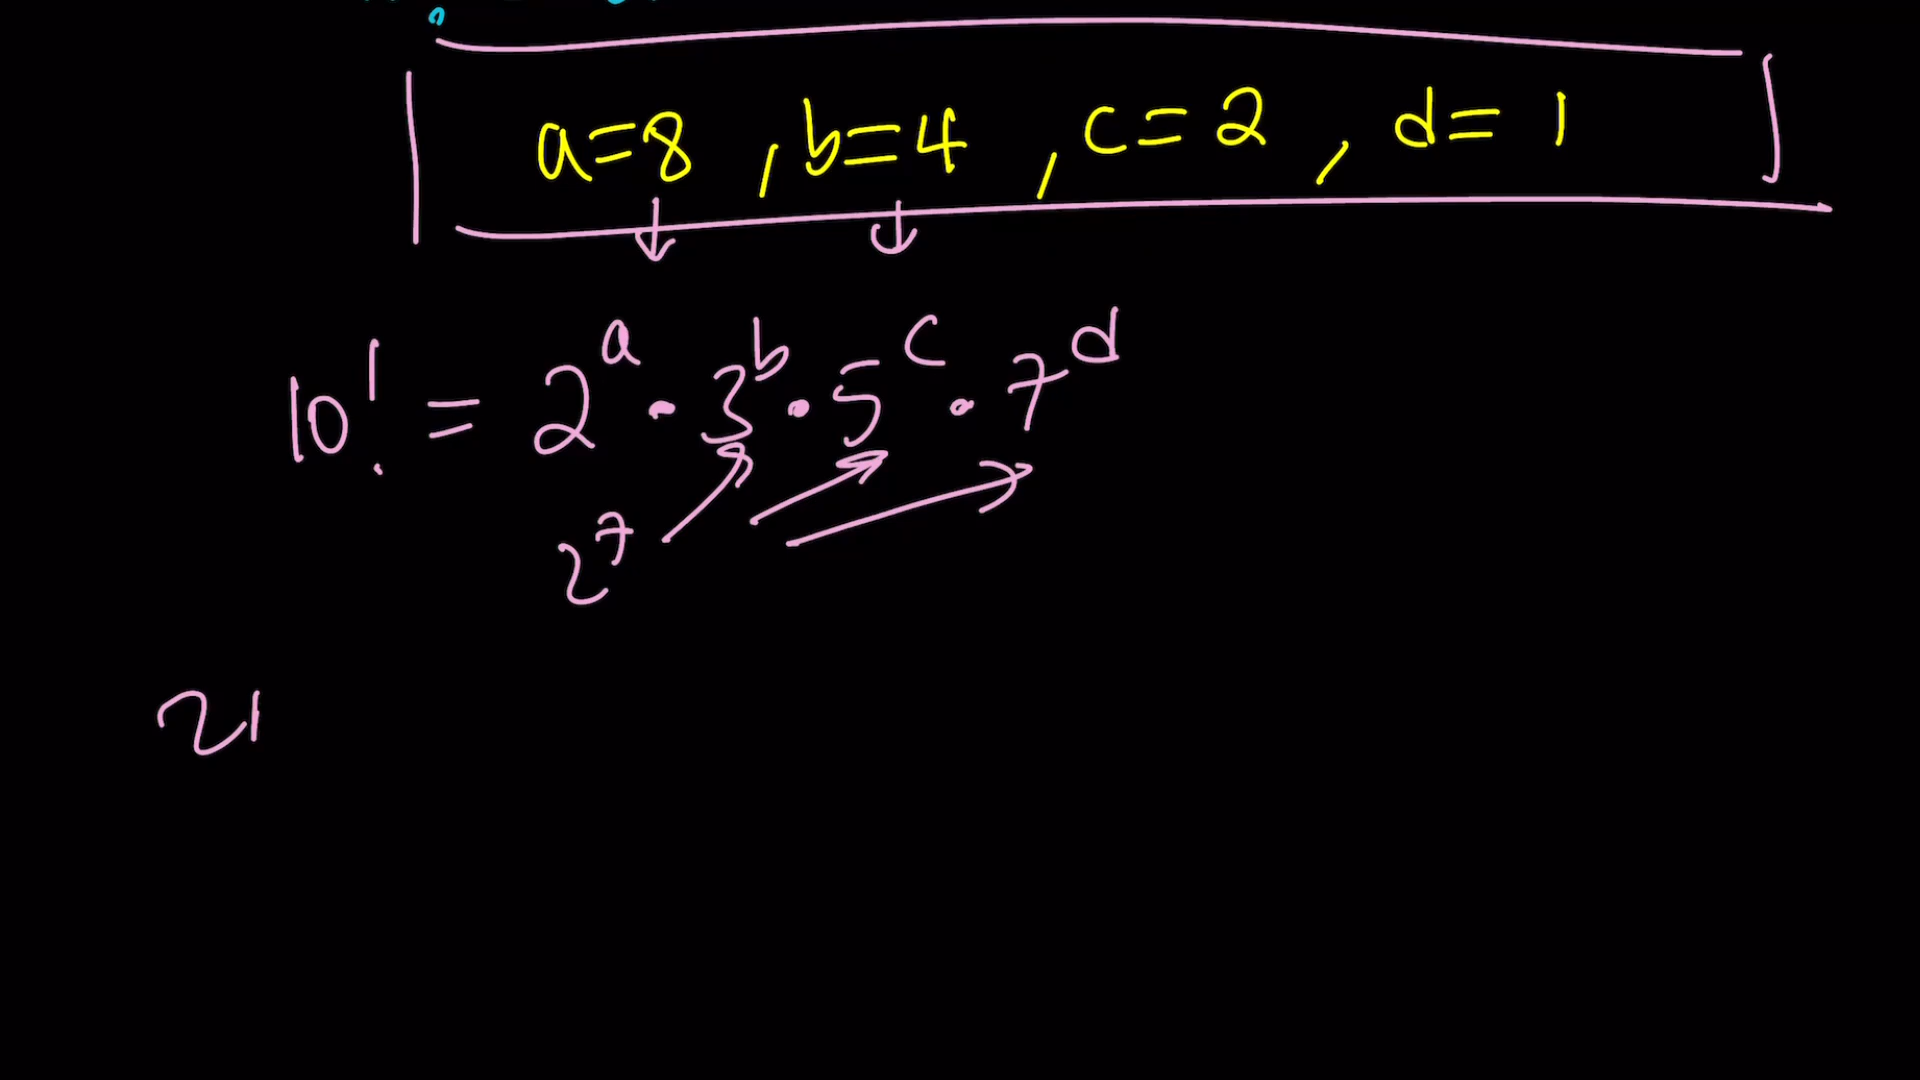 a=8 , b=4 , c=2 , d=1
10! = 2^a · 3^b · 5^c · 7^d
2^7
21